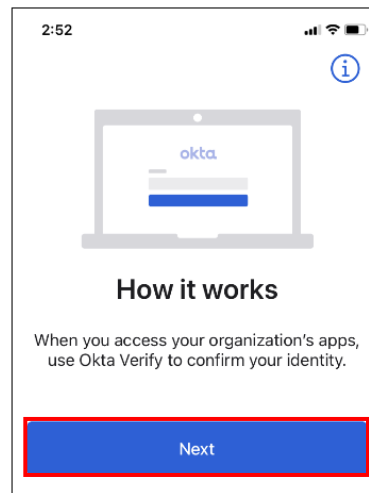 2:52
okta
How it works
When you access your organization's apps,
use Okta Verify to confirm your identity.
Next